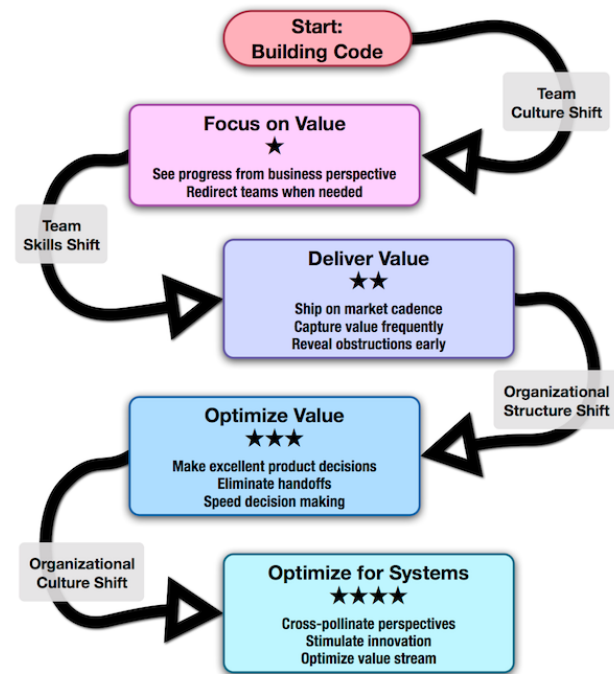 Start:
Building Code
Team
Culture Shift
Focus on Value
★
See progress from business perspective
Redirect teams when needed
Team
Skills Shift
Deliver Value
★★
Ship on market cadence
Capture value frequently
Reveal obstructions early
Organizational
Structure Shift
Optimize Value
★★★
Make excellent product decisions
Eliminate handoffs
Speed decision making
Organizational
Culture Shift
Optimize for Systems
★★★★
Cross-pollinate perspectives
Stimulate innovation
Optimize value stream